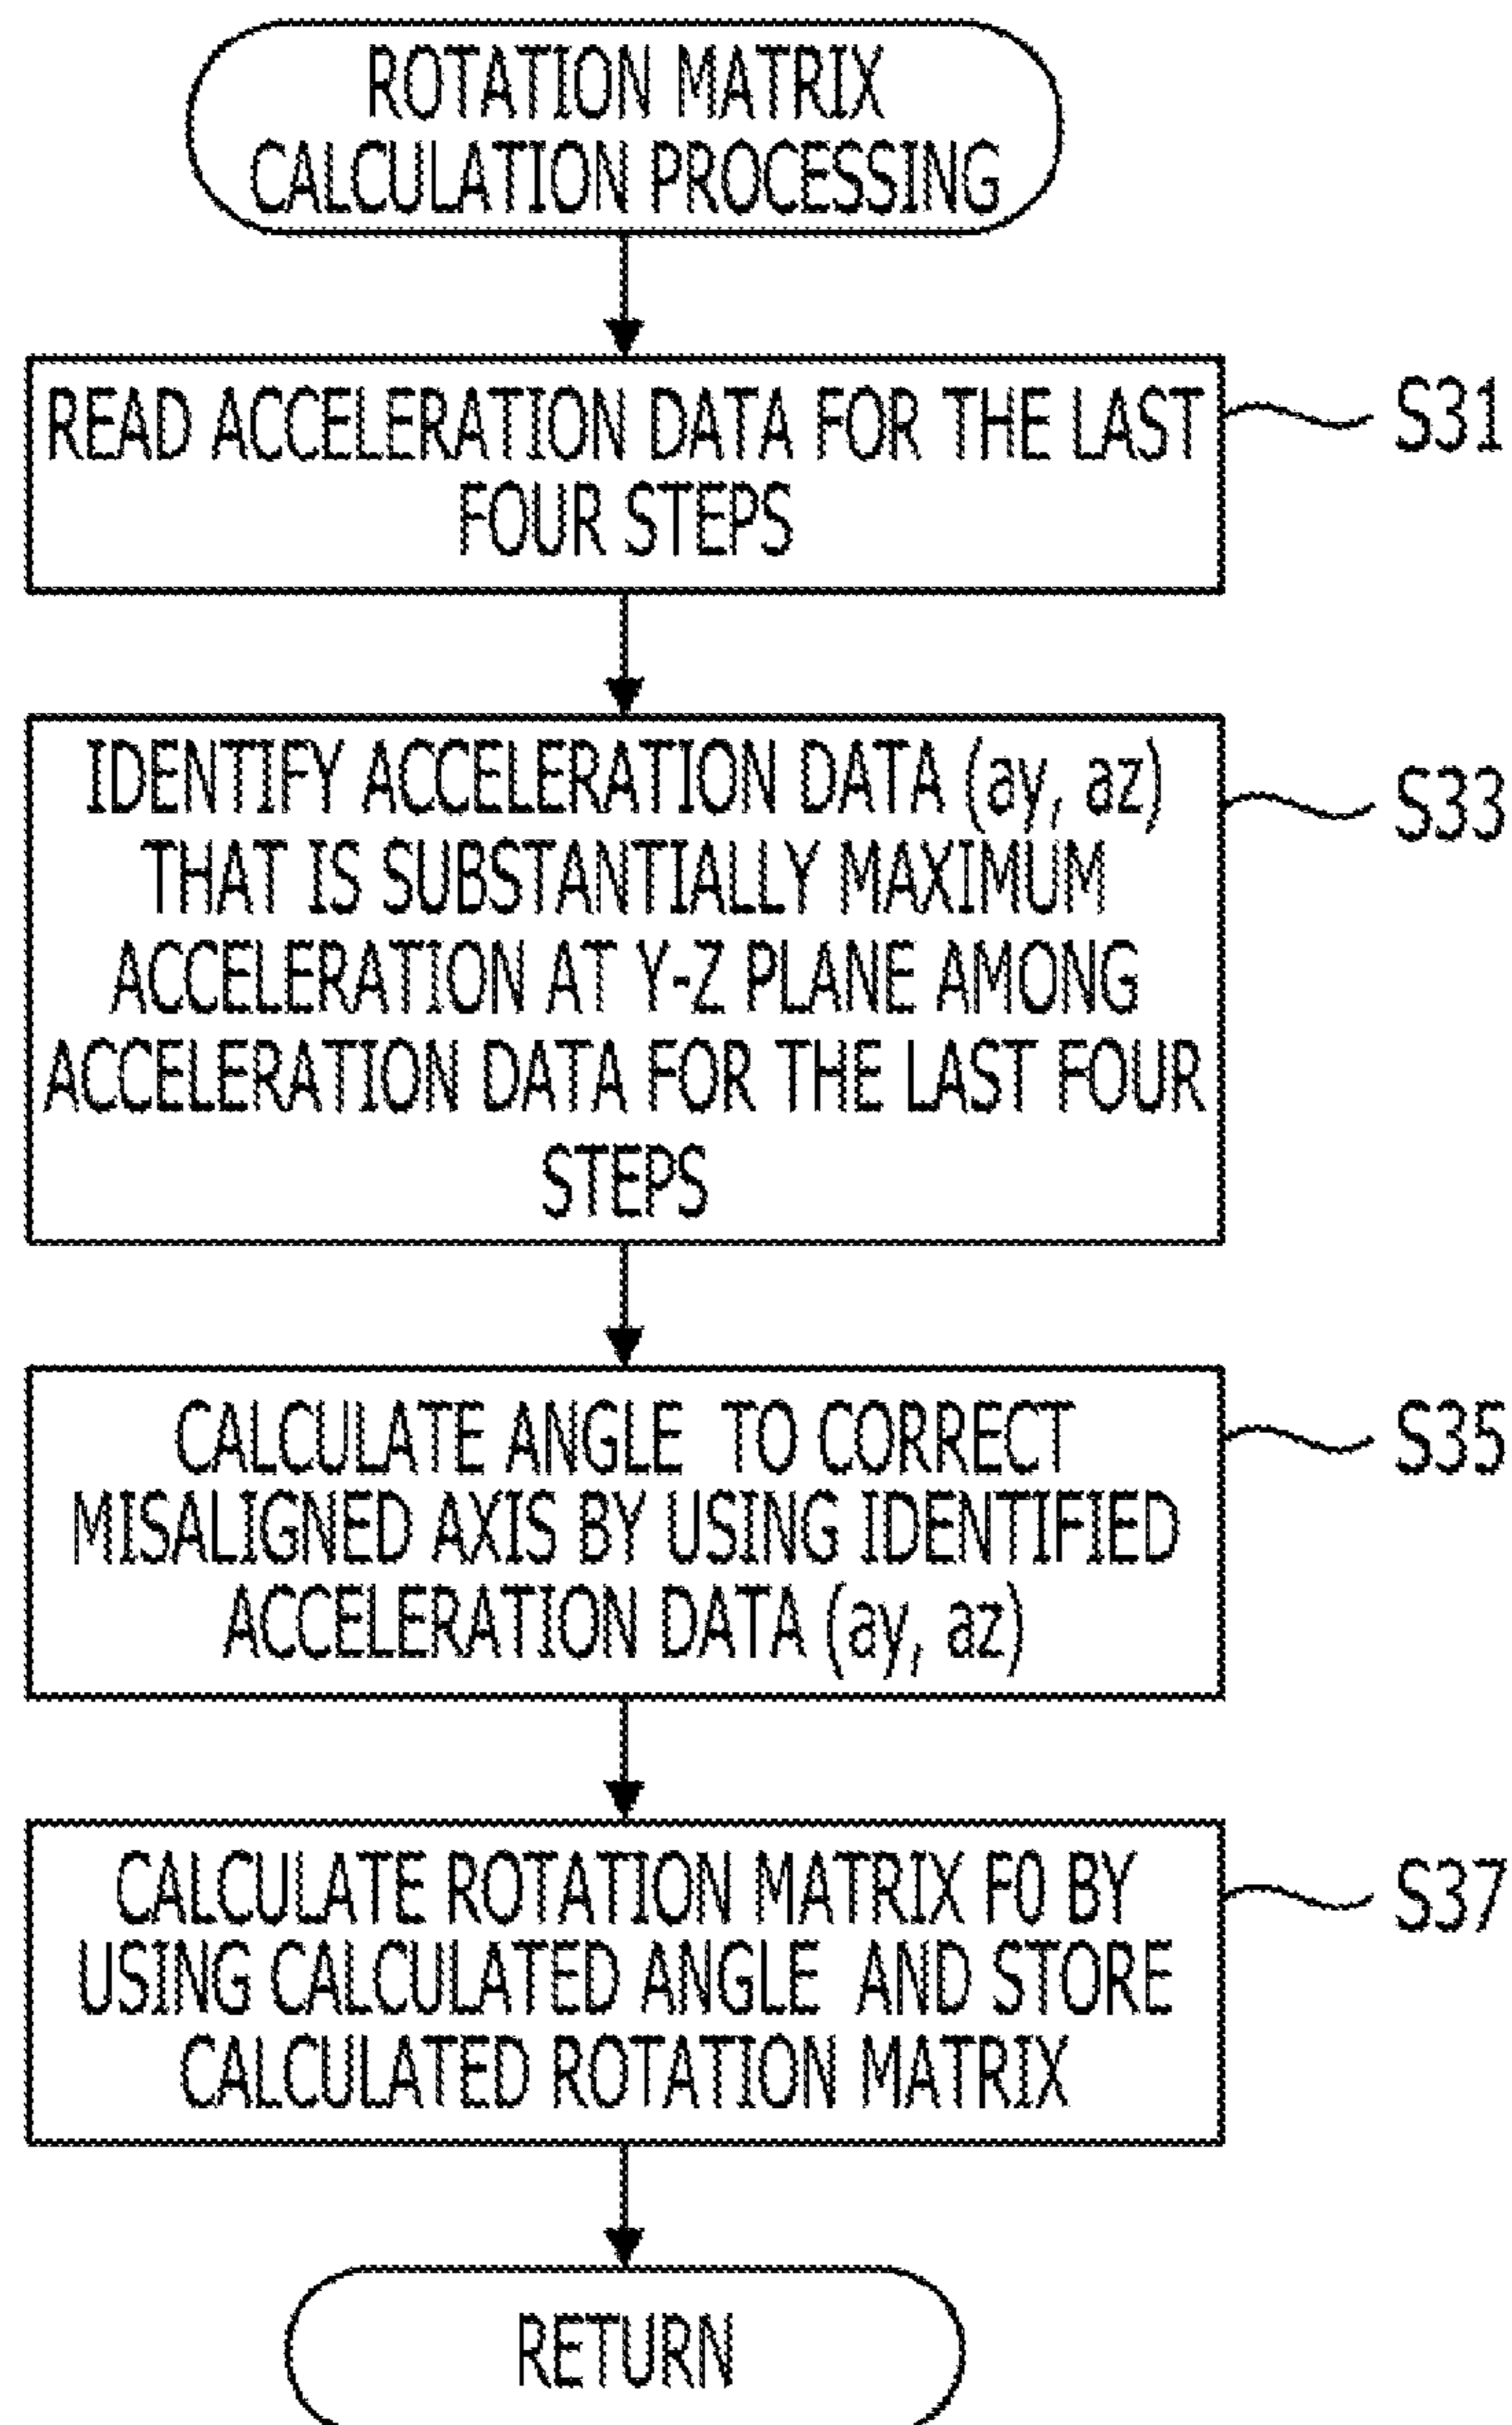 ROTATION MATRIX
CALCULATION PROCESSING
READ ACCELERATION DATA FOR THE LAST
FOUR STEPS
S31
IDENTIFY ACCELERATION DATA (ay, az)
THAT IS SUBSTANTIALLY MAXIMUM
ACCELERATION AT Y-Z PLANE AMONG
ACCELERATION DATA FOR THE LAST FOUR
STEPS
S33
CALCULATE ANGLE TO CORRECT
MISALIGNED AXIS BY USING IDENTIFIED
ACCELERATION DATA (ay, az)
S35
CALCULATE ROTATION MATRIX F0 BY
USING CALCULATED ANGLE AND STORE
CALCULATED ROTATION MATRIX
S37
RETURN